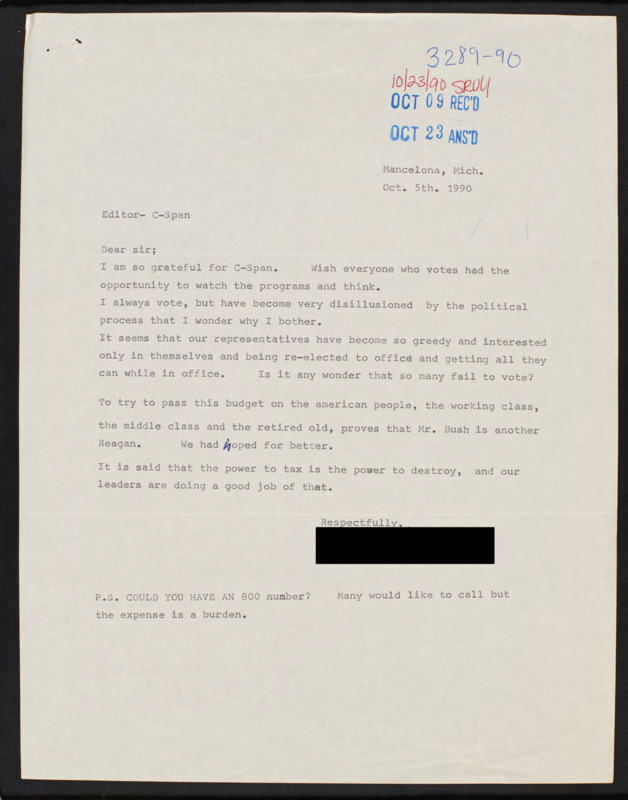 3289-90
10/23/90 SRVY
OCT 09 REC'D
OCT 23 ANS'D
Mancelona, Mich.
Oct. 5th. 1990
Editor- C-Span
Dear sir;
I am so grateful for C-Span. Wish everyone who votes had the
opportunity to watch the programs and think.
I always vote, but have become very disillusioned by the political
process that I wonder why I bother.
It seems that our representatives have become so greedy and interested
only in themselves and being re-elected to office and getting all they
can while in office. Is it any wonder that so many fail to vote?
To try to pass this budget on the american people, the working class,
the middle class and the retired old, proves that Mr. Bush is another
Reagan. We had hoped for better.
It is said that the power to tax is the power to destroy, and our
leaders are doing a good job of that.
Respectfully,
P.S. COULD YOU HAVE AN 800 number? Many would like to call but
the expense is a burden.